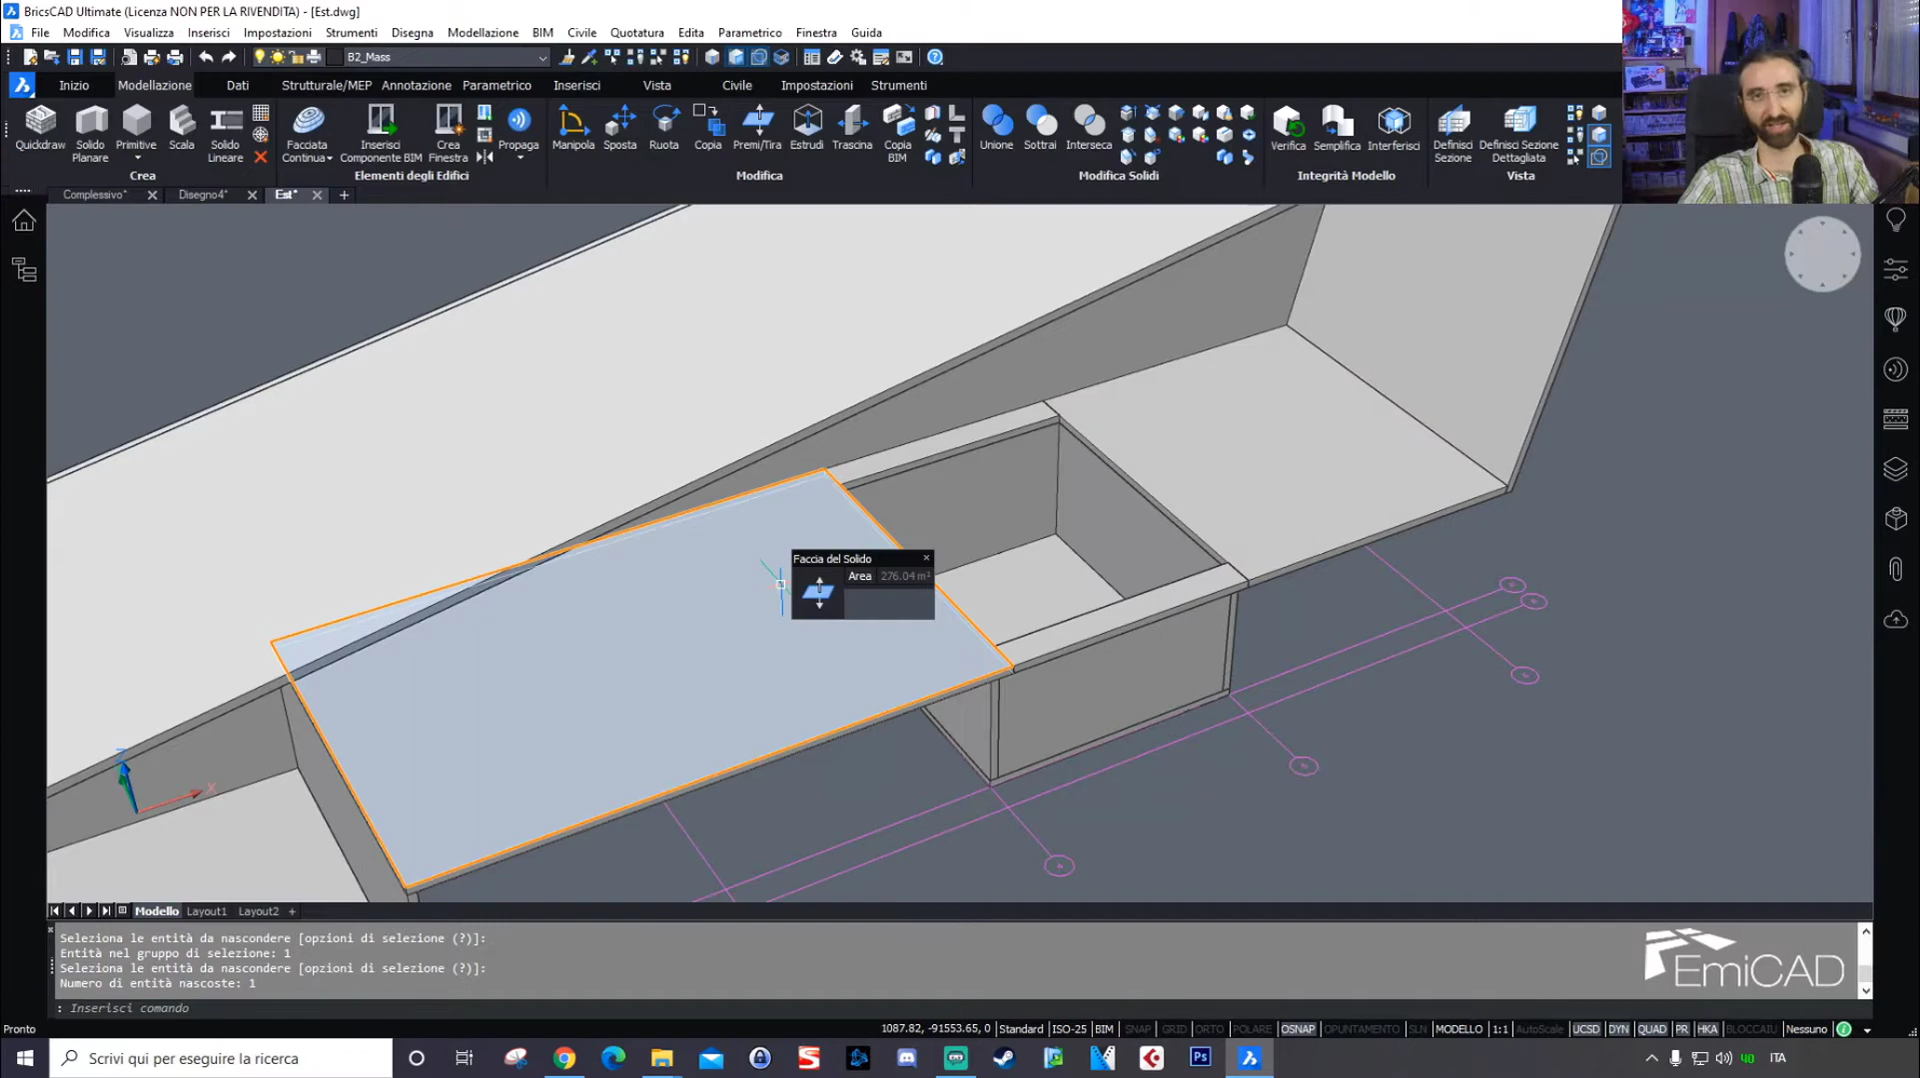 BricsCAD Ultimate (Licenza NON PER LA RIVENDITA) - [Est.dwg]
File Modifica Visualizza Inserisci Impostazioni Strumenti Disegna Modellazione BIM Civile Quotatura Edita Parametrico Finestra Guida
B2_Mass
Inizio Modellazione Dati Strutturale/MEP Annotazione Parametrico Inserisci Vista Civile Impostazioni Strumenti
Quickdraw Solido Planare Primitive Scala Solido Lineare Facciata Continua Inserisci Componente BIM Crea Finestra Propaga Manipola Sposta Ruota Copia Premi/Tira Estrudi Trascina Copia BIM Unione Sottrai Interseca Verifica Semplifica Interferisci Definisci Sezione Definisci Sezione Dettagliata
Crea Elementi degli Edifici Modifica Modifica Solidi Integrità Modello Vista
Complessivo* Disegno4* Est*
Faccia del Solido
Area 276.04 m²
Z
X
Modello Layout1 Layout2
Seleziona le entità da nascondere [opzioni di selezione (?)]:
Entità nel gruppo di selezione: 1
Seleziona le entità da nascondere [opzioni di selezione (?)]:
Numero di entità nascoste: 1
: Inserisci comando
EmiCAD
Pronto 1087.82, -91553.65, 0 Standard ISO-25 BIM SNAP GRID ORTO POLARE OSNAP OPUNTAMENTO SLN MODELLO 1:1 AutoScale UCSD DYN QUAD PR HKA BLOCCAIU Nessuno
Scrivi qui per eseguire la ricerca
Ps
40
ITA